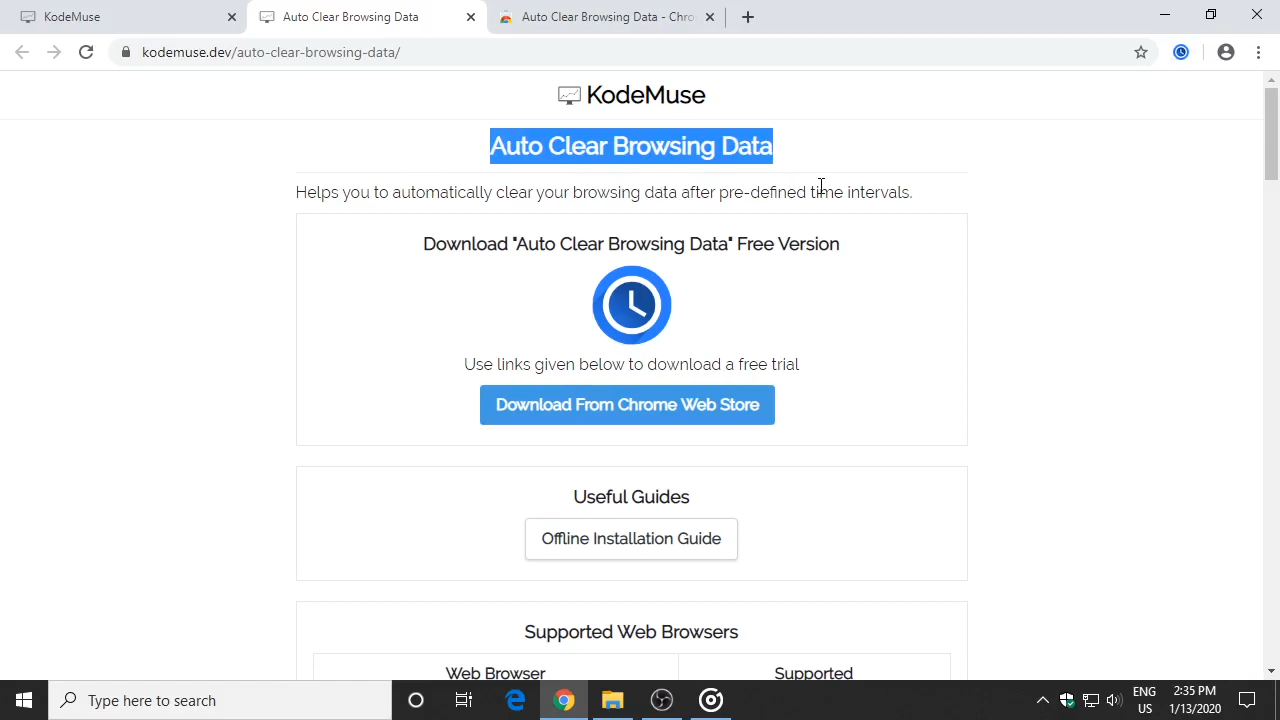 KodeMuse
Auto Clear Browsing Data
Auto Clear Browsing Data - Chro
kodemuse.dev/auto-clear-browsing-data/
KodeMuse
Auto Clear Browsing Data
Helps you to automatically clear your browsing data after pre-defined time intervals.
Download "Auto Clear Browsing Data" Free Version
Use links given below to download a free trial
Download From Chrome Web Store
Useful Guides
Offline Installation Guide
Supported Web Browsers
Web Browser
Supported
Type here to search
ENG
US
2:35 PM
1/13/2020